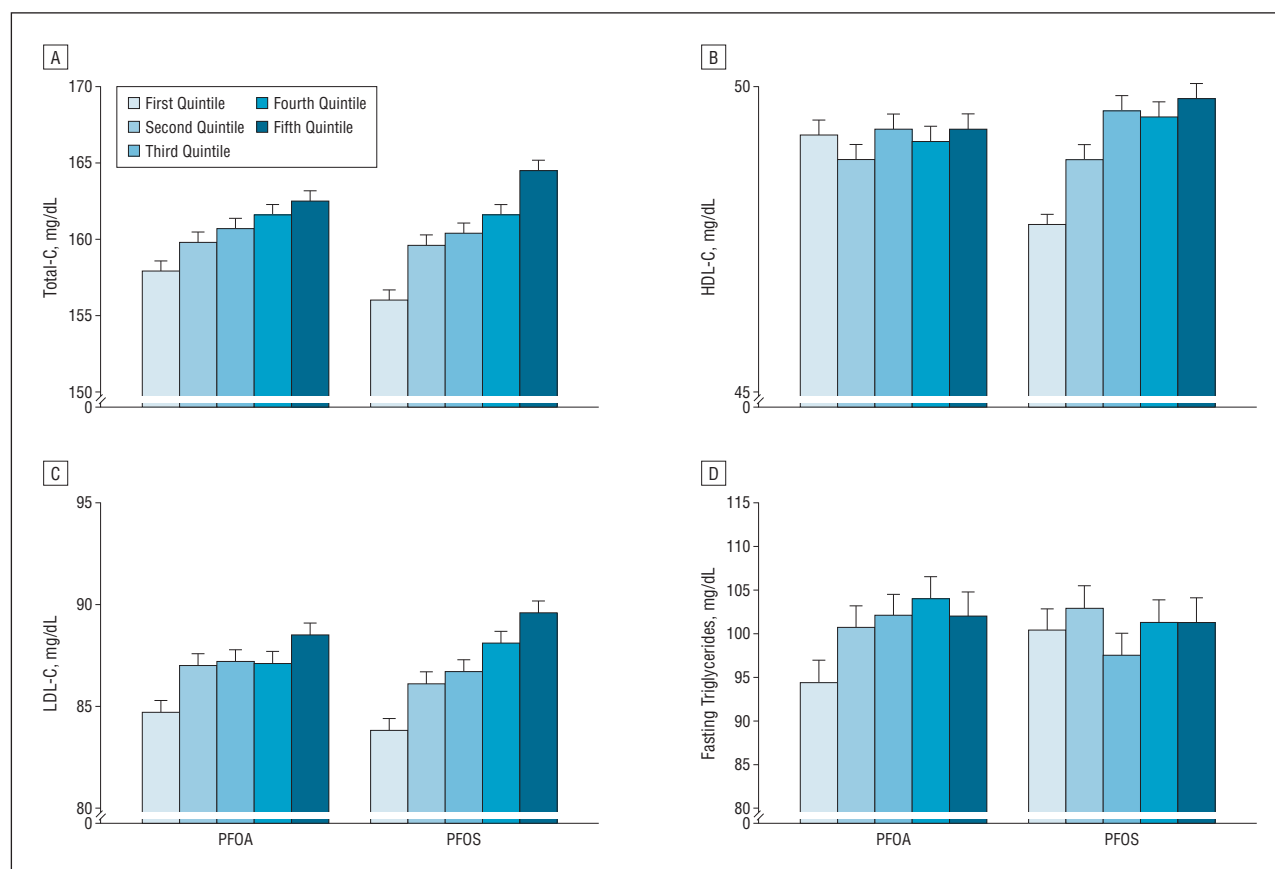 A
Total-C, mg/dL
170
165
160
155
150
0
First Quintile
Second Quintile
Third Quintile
Fourth Quintile
Fifth Quintile
B
HDL-C, mg/dL
50
45
0
C
LDL-C, mg/dL
95
90
85
80
0
PFOA
PFOS
D
Fasting Triglycerides, mg/dL
115
110
105
100
95
90
85
80
0
PFOA
PFOS